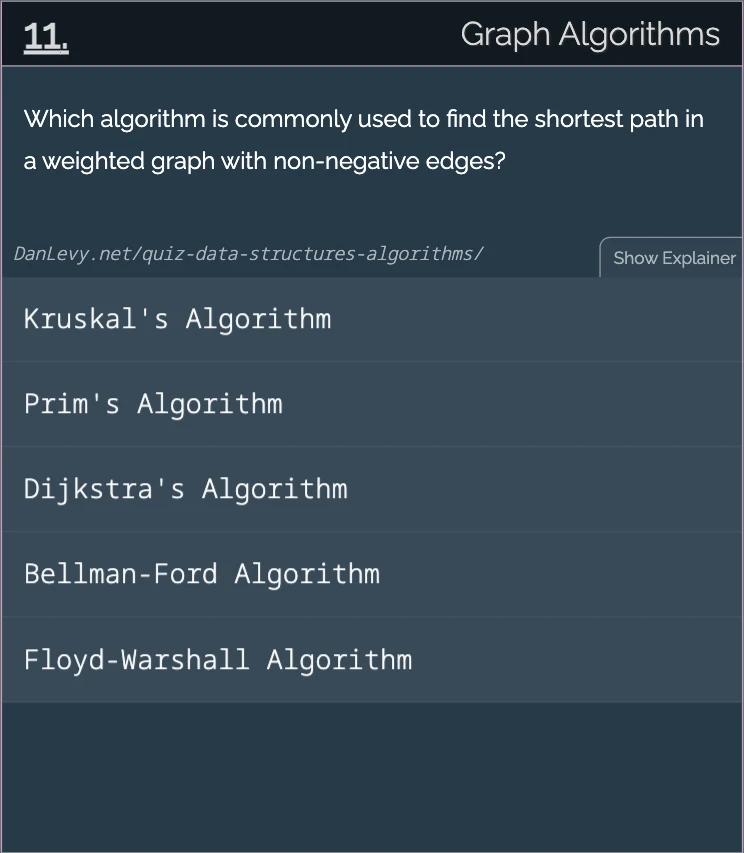 11.
Graph Algorithms
Which algorithm is commonly used to find the shortest path in
a weighted graph with non-negative edges?
DanLevy.net/quiz-data-structures-algorithms/
Show Explainer
Kruskal's Algorithm
Prim's Algorithm
Dijkstra's Algorithm
Bellman-Ford Algorithm
Floyd-Warshall Algorithm